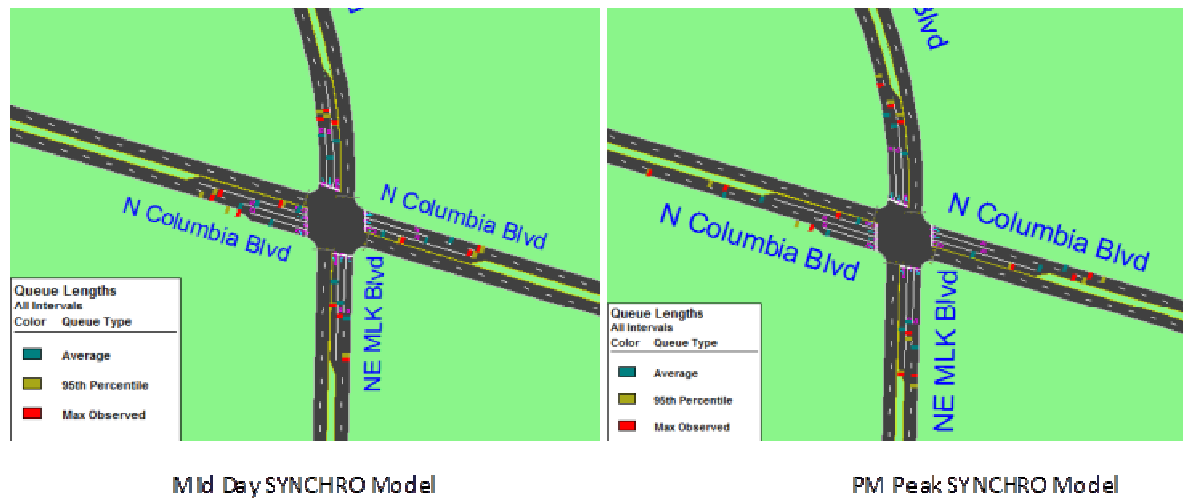 N Columbia Blvd
N Columbia Blvd
NE MLK Blvd
Queue Lengths
All Intervals
Color Queue Type
Average
95th Percentile
Max Observed
Mid Day SYNCHRO Model
Blvd
N Columbia Blvd
N Columbia Blvd
NE MLK Blvd
Queue Lengths
All Intervals
Color Queue Type
Average
95th Percentile
Max Observed
PM Peak SYNCHRO Model